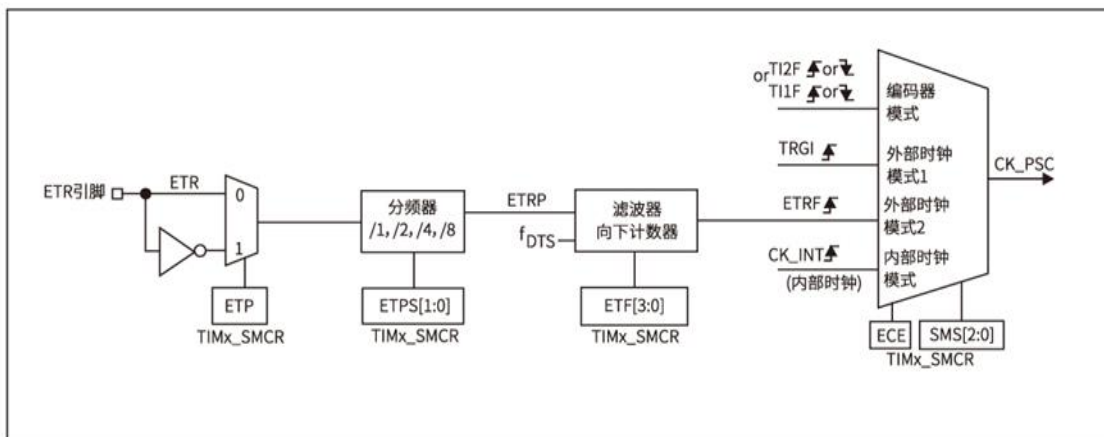 orTI2F or
TI1F or
编码器
模式
TRGI
外部时钟
模式1
CK_PSC
ETR引脚
ETR
0
1
分频器
/1, /2, /4, /8
ETRP
fDTS
滤波器
向下计数器
ETRF
外部时钟
模式2
CK_INT
(内部时钟)
内部时钟
模式
ETP
TIMx_SMCR
ETPS[1:0]
TIMx_SMCR
ETF[3:0]
TIMx_SMCR
ECE
SMS[2:0]
TIMx_SMCR